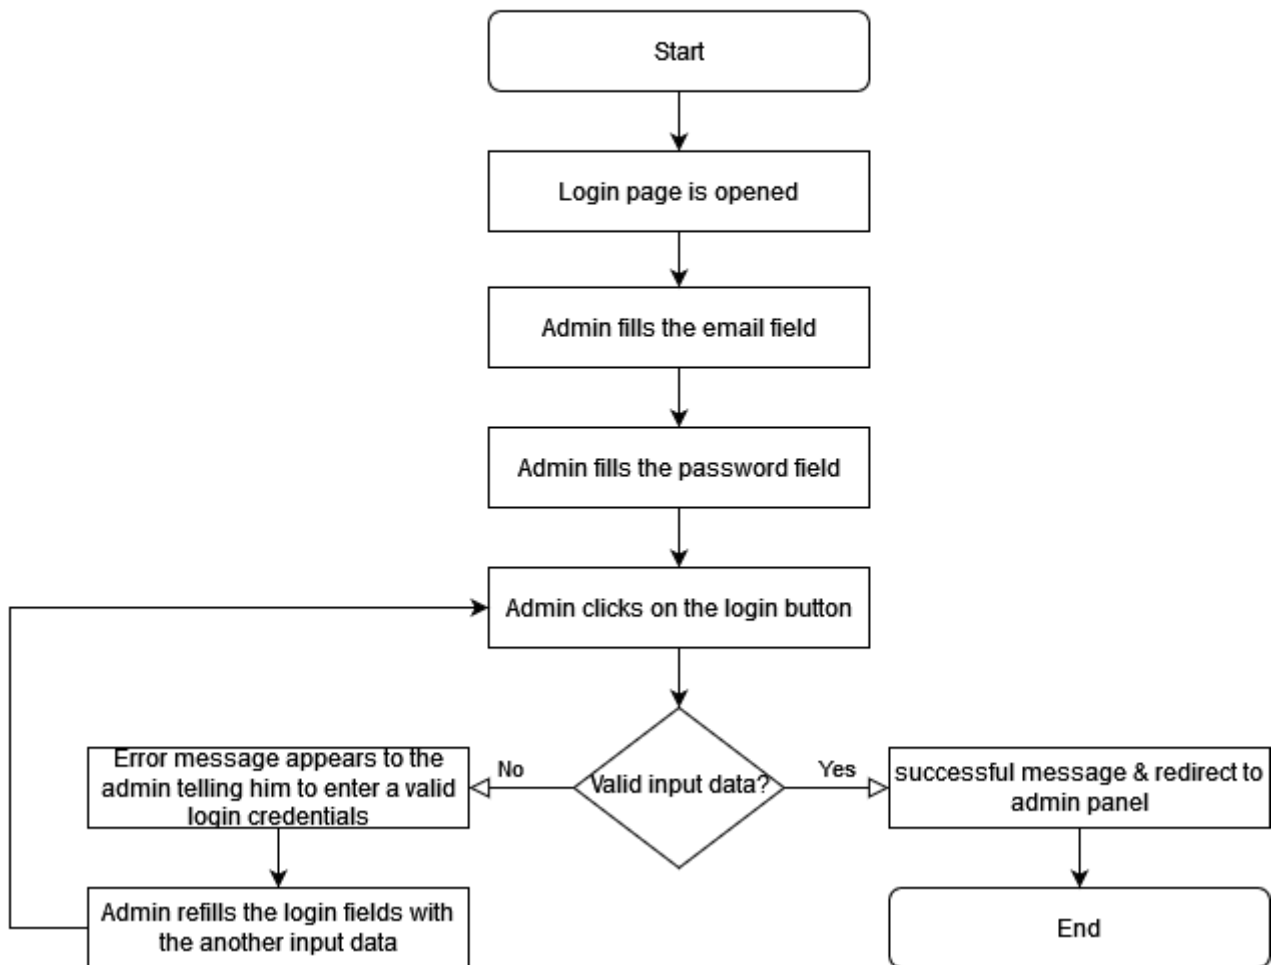 Start
Login page is opened
Admin fills the email field
Admin fills the password field
Admin clicks on the login button
Valid input data?
No
Yes
Error message appears to the
admin telling him to enter a valid
login credentials
successful message & redirect to
admin panel
Admin refills the login fields with
the another input data
End